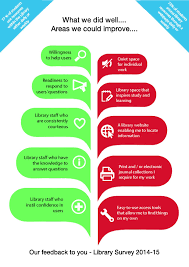 What we did well....
Areas we could improve....
Willingness
to help users
Quiet space for
individual work
Readiness to
respond to
users' questions
Library space that
inspires study and
learning
Library staff who
are consistently
courteous
A library website
enabling me to locate
information
Library staff who have
the knowledge to
answer questions
Print and / or electronic
journal collections I
require for my work
Library staff who
instil confidence in
users
Easy-to-use access tools
that allow me to find things
on my own
Our feedback to you - Library Survey 2014-15